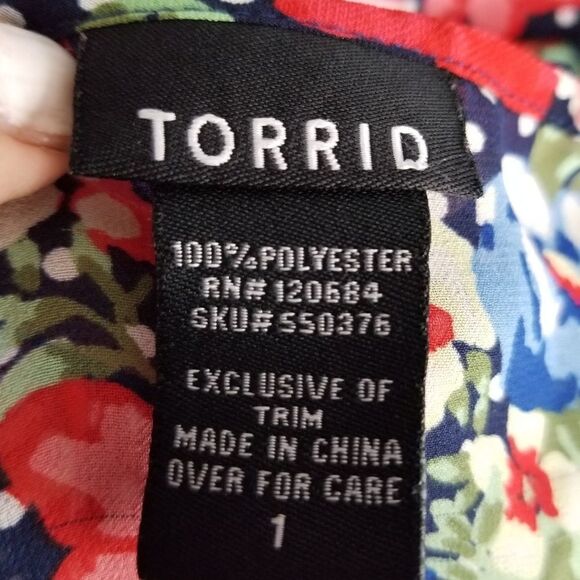 TORRID
100%POLYESTER
RN# 120684
SKU# 550376
EXCLUSIVE OF
TRIM
MADE IN CHINA
OVER FOR CARE
1